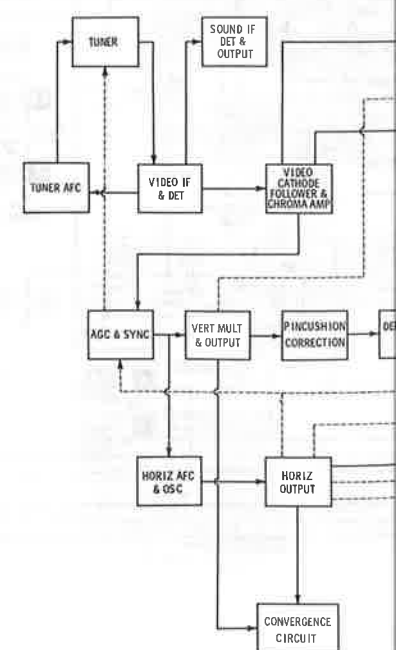 TUNER
SOUND IF
DET &
OUTPUT
TUNER AFC
VIDEO IF
& DET
VIDEO
CATHODE
FOLLOWER &
CHROMA AMP
AGC & SYNC
VERT MULT
& OUTPUT
PINCUSHION
CORRECTION
DE
HORIZ AFC
& OSC
HORIZ
OUTPUT
CONVERGENCE
CIRCUIT